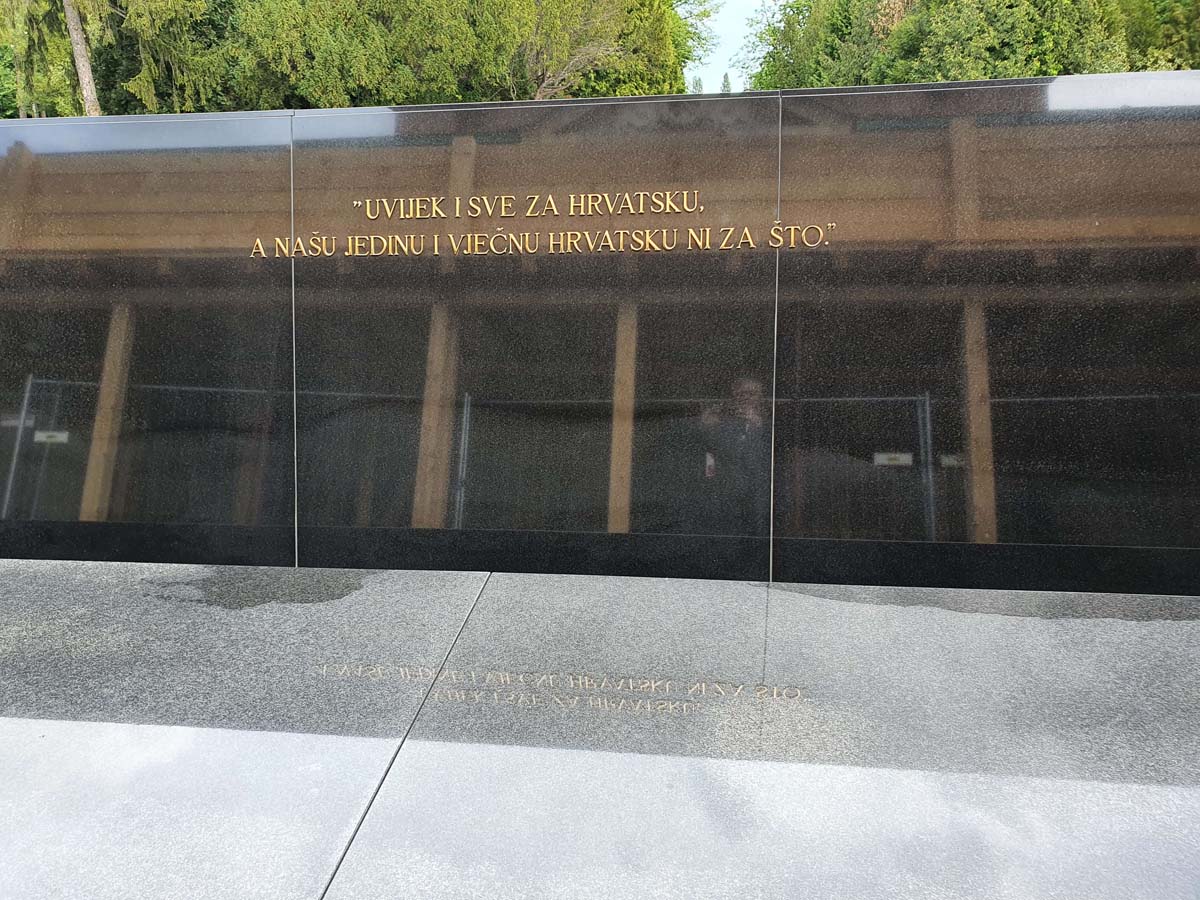 "UVIJEK I SVE ZA HRVATSKU,
A NAŠU JEDINU I VJEČNU HRVATSKU NI ZA ŠTO."